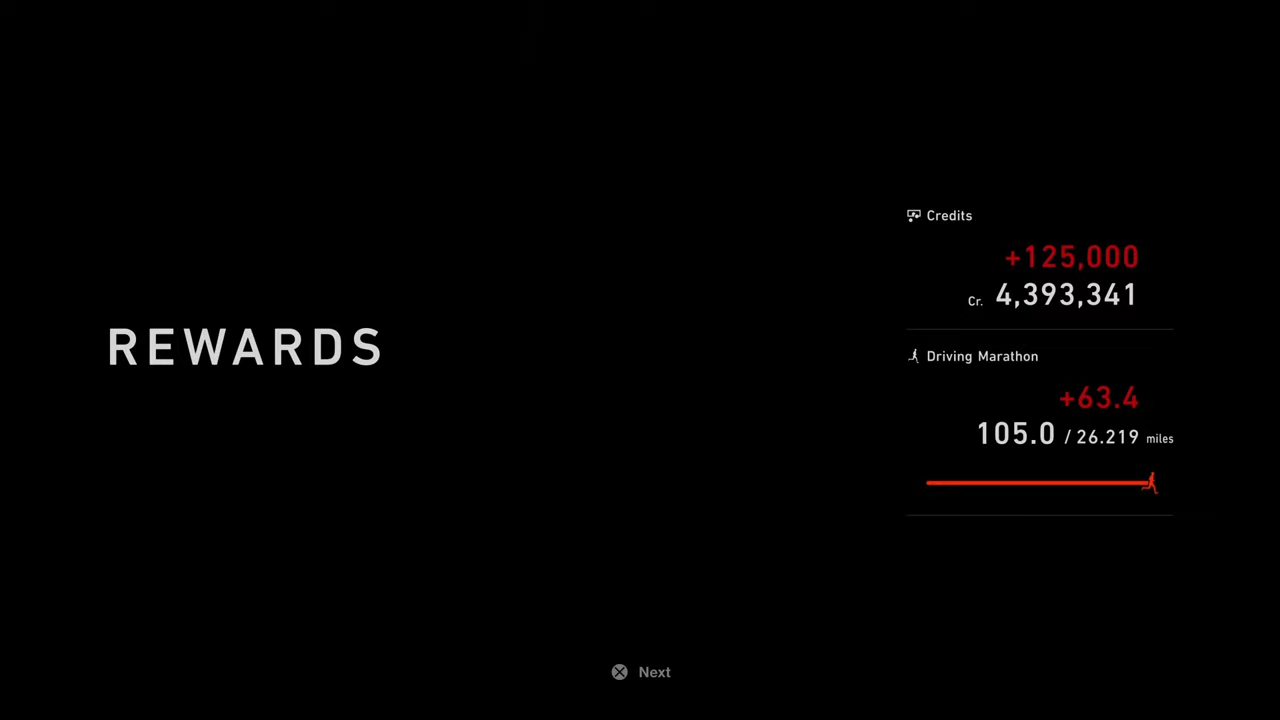 REWARDS
Credits
+125,000
Cr. 4,393,341
Driving Marathon
+63.4
105.0 / 26.219 miles
Next